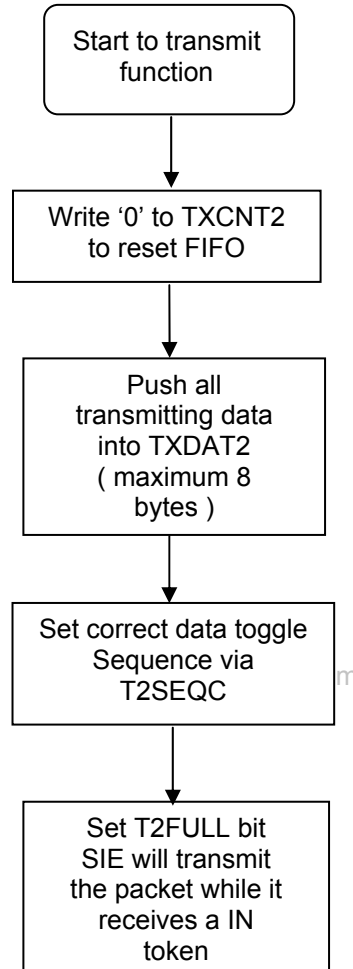 Start to transmit
function
Write ‘0’ to TXCNT2
to reset FIFO
Push all
transmitting data
into TXDAT2
( maximum 8
bytes )
Set correct data toggle
Sequence via
T2SEQC
Set T2FULL bit
SIE will transmit
the packet while it
receives a IN
token